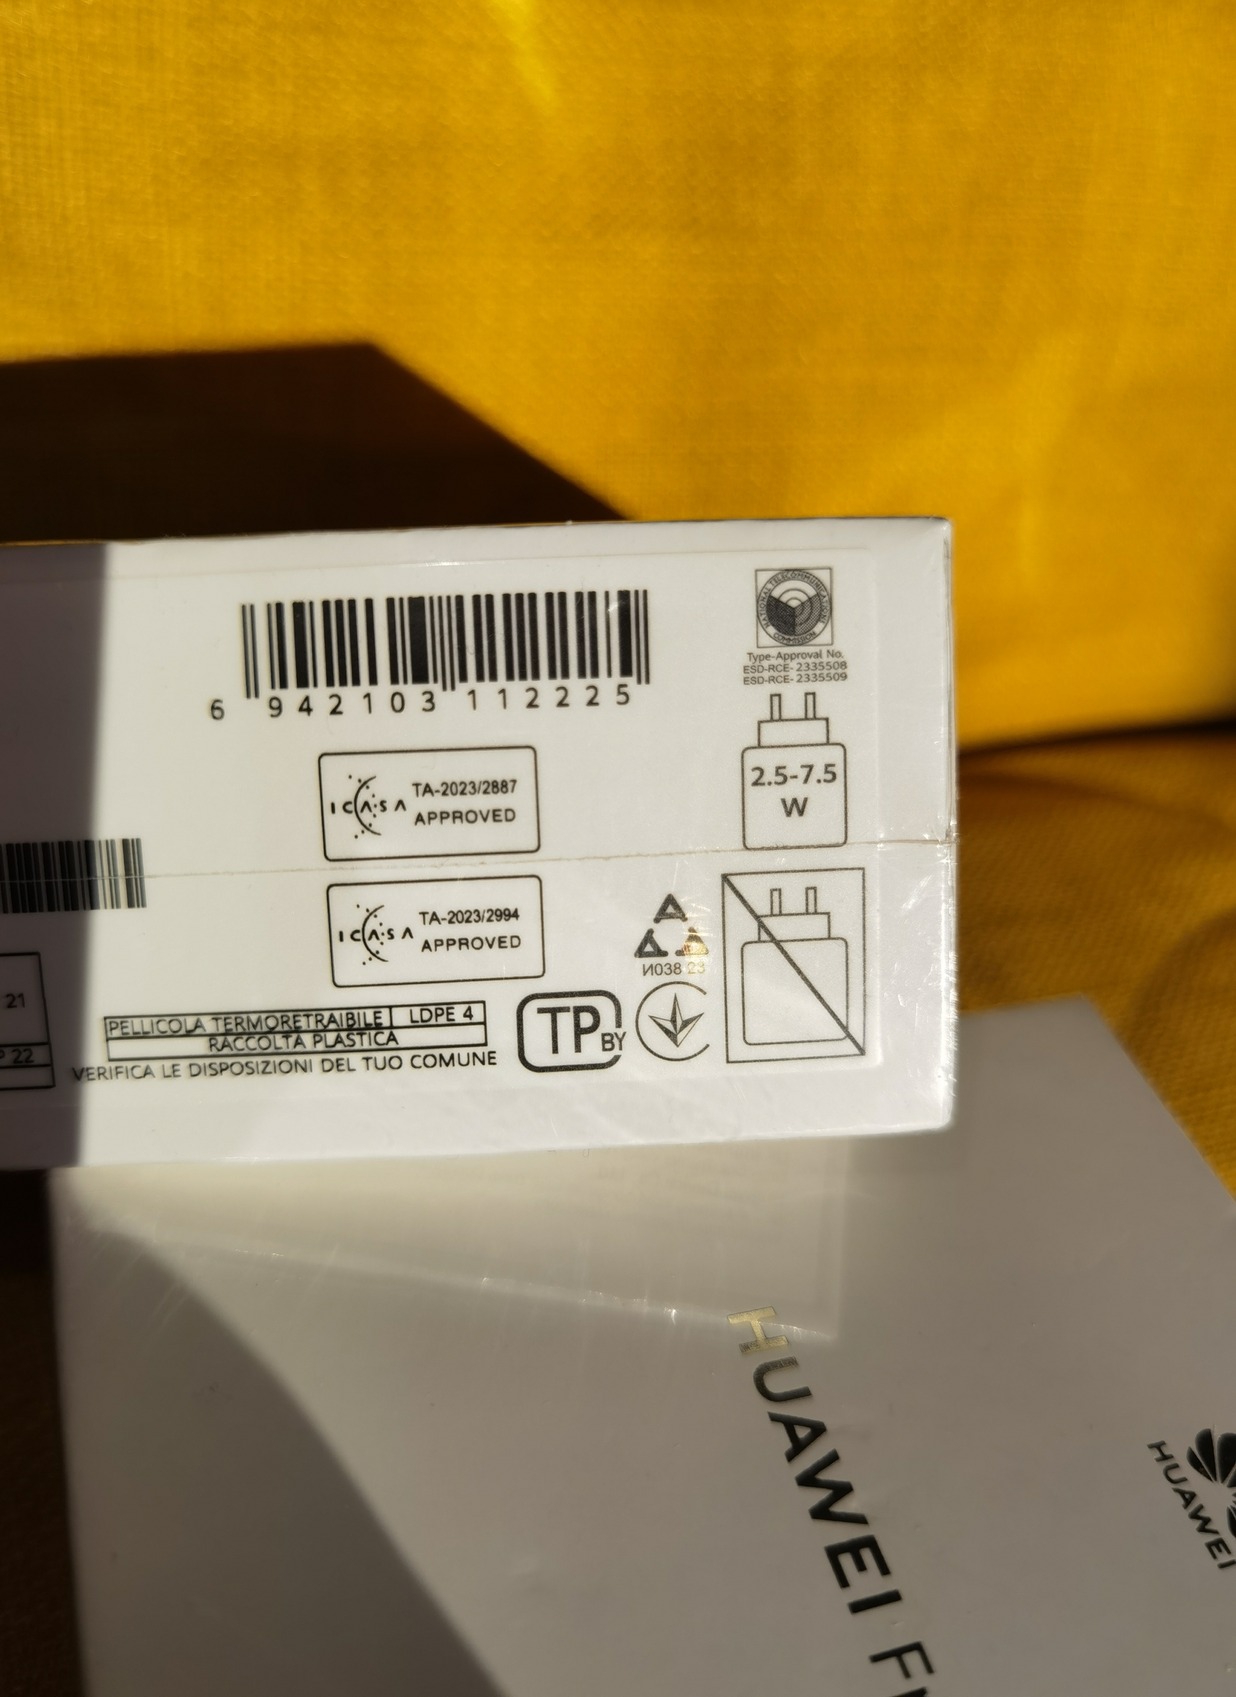 6 942103 112225
NATIONAL TELECOMMUNICATIONS COMMISSION
Type-Approval No.
ESD-RCE- 2335508
ESD-RCE- 2335509
2.5-7.5
W
ICASA TA-2023/2887
APPROVED
ICASA TA-2023/2994
APPROVED
И038 23
21
22
PELLICOLA TERMORETRAIBILE LDPE 4
RACCOLTA PLASTICA
VERIFICA LE DISPOSIZIONI DEL TUO COMUNE
TP BY
HUAWEI
HUAWEI